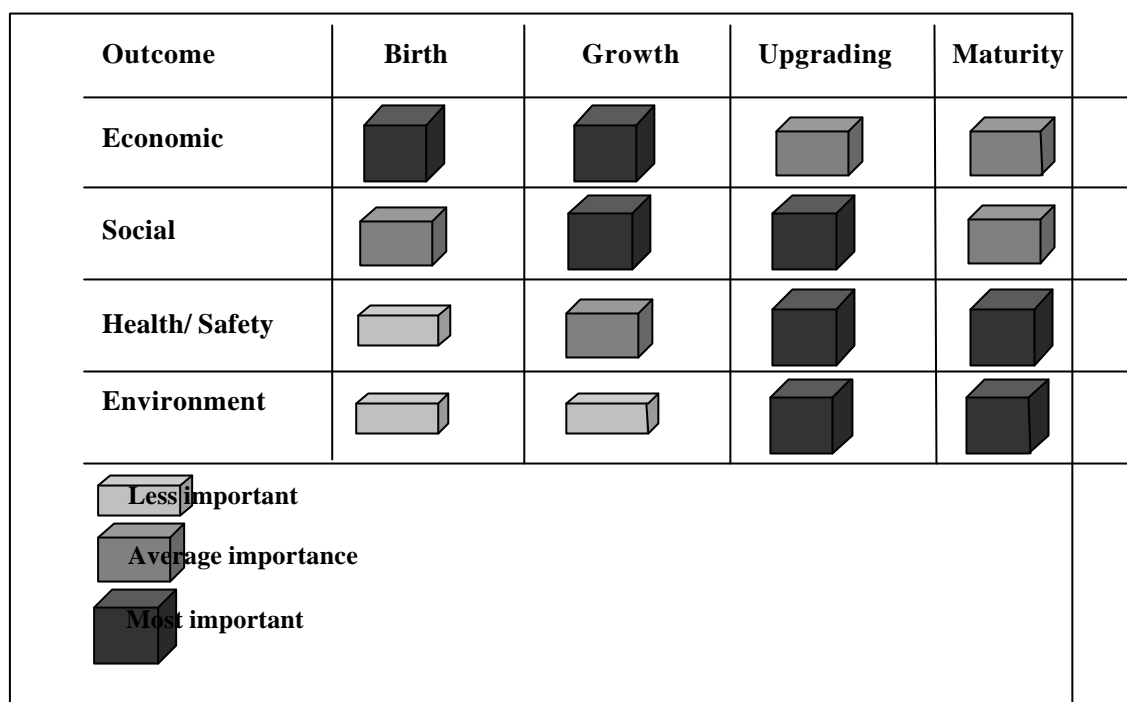 Outcome Birth Growth Upgrading Maturity
Economic
Social
Health/ Safety
Environment
Less important
Average importance
Most important